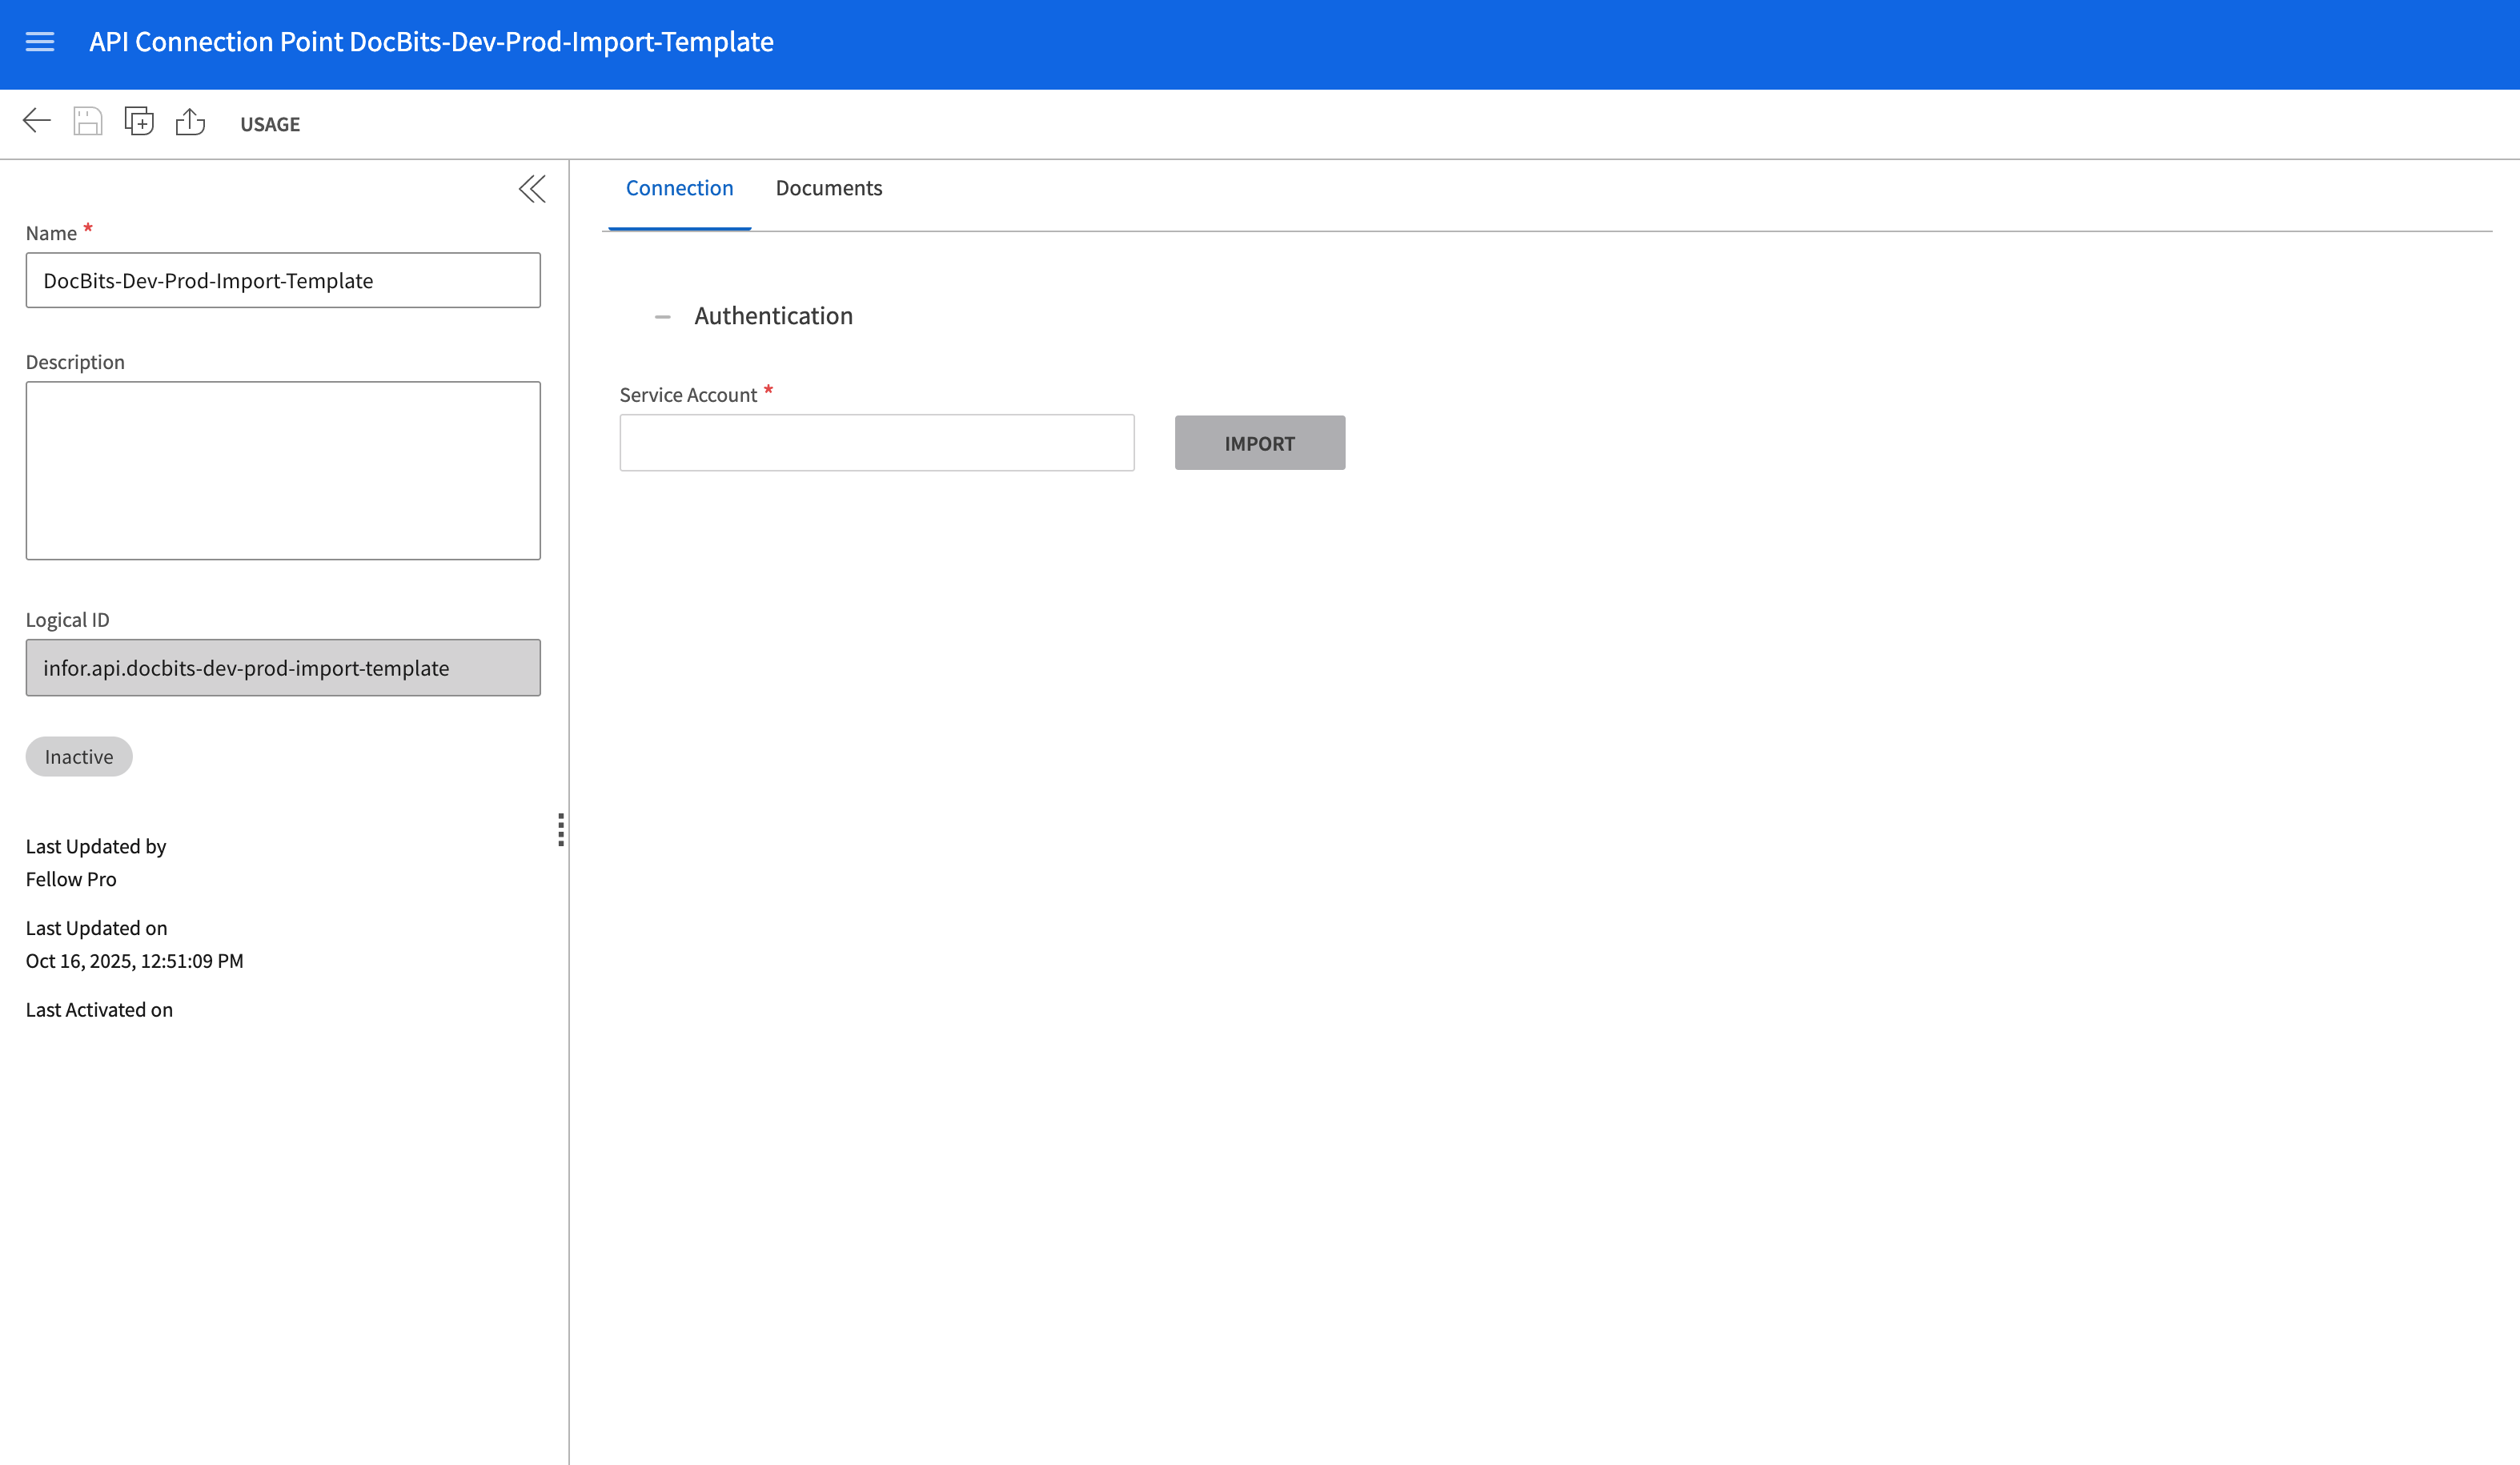 API Connection Point DocBits-Dev-Prod-Import-Template
USAGE
Name *
DocBits-Dev-Prod-Import-Template
Description
Logical ID
infor.api.docbits-dev-prod-import-template
Inactive
Last Updated by
Fellow Pro
Last Updated on
Oct 16, 2025, 12:51:09 PM
Last Activated on
Connection
Documents
Authentication
Service Account *
IMPORT